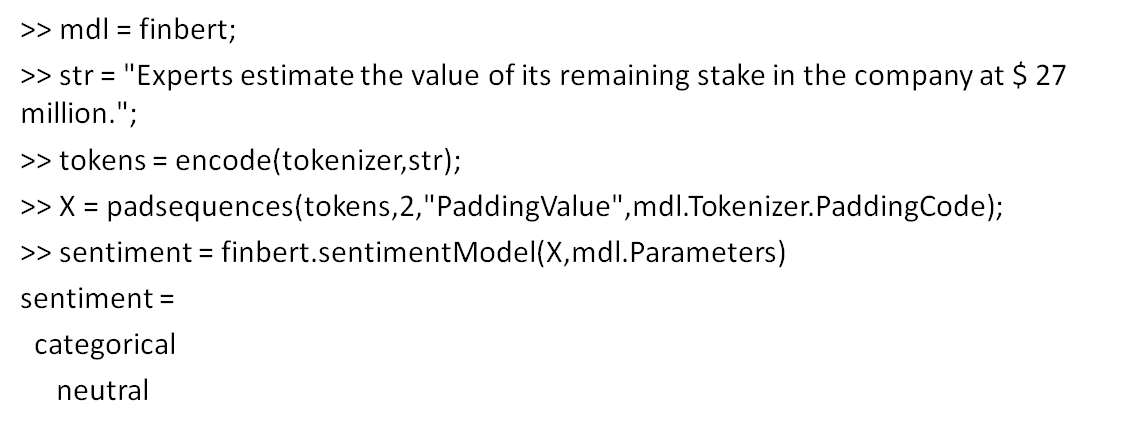 >> mdl = finbert;
>> str = "Experts estimate the value of its remaining stake in the company at $ 27
million.";
>> tokens = encode(tokenizer,str);
>> X = padsequences(tokens,2,"PaddingValue",mdl.Tokenizer.PaddingCode);
>> sentiment = finbert.sentimentModel(X,mdl.Parameters)
sentiment =
categorical
neutral